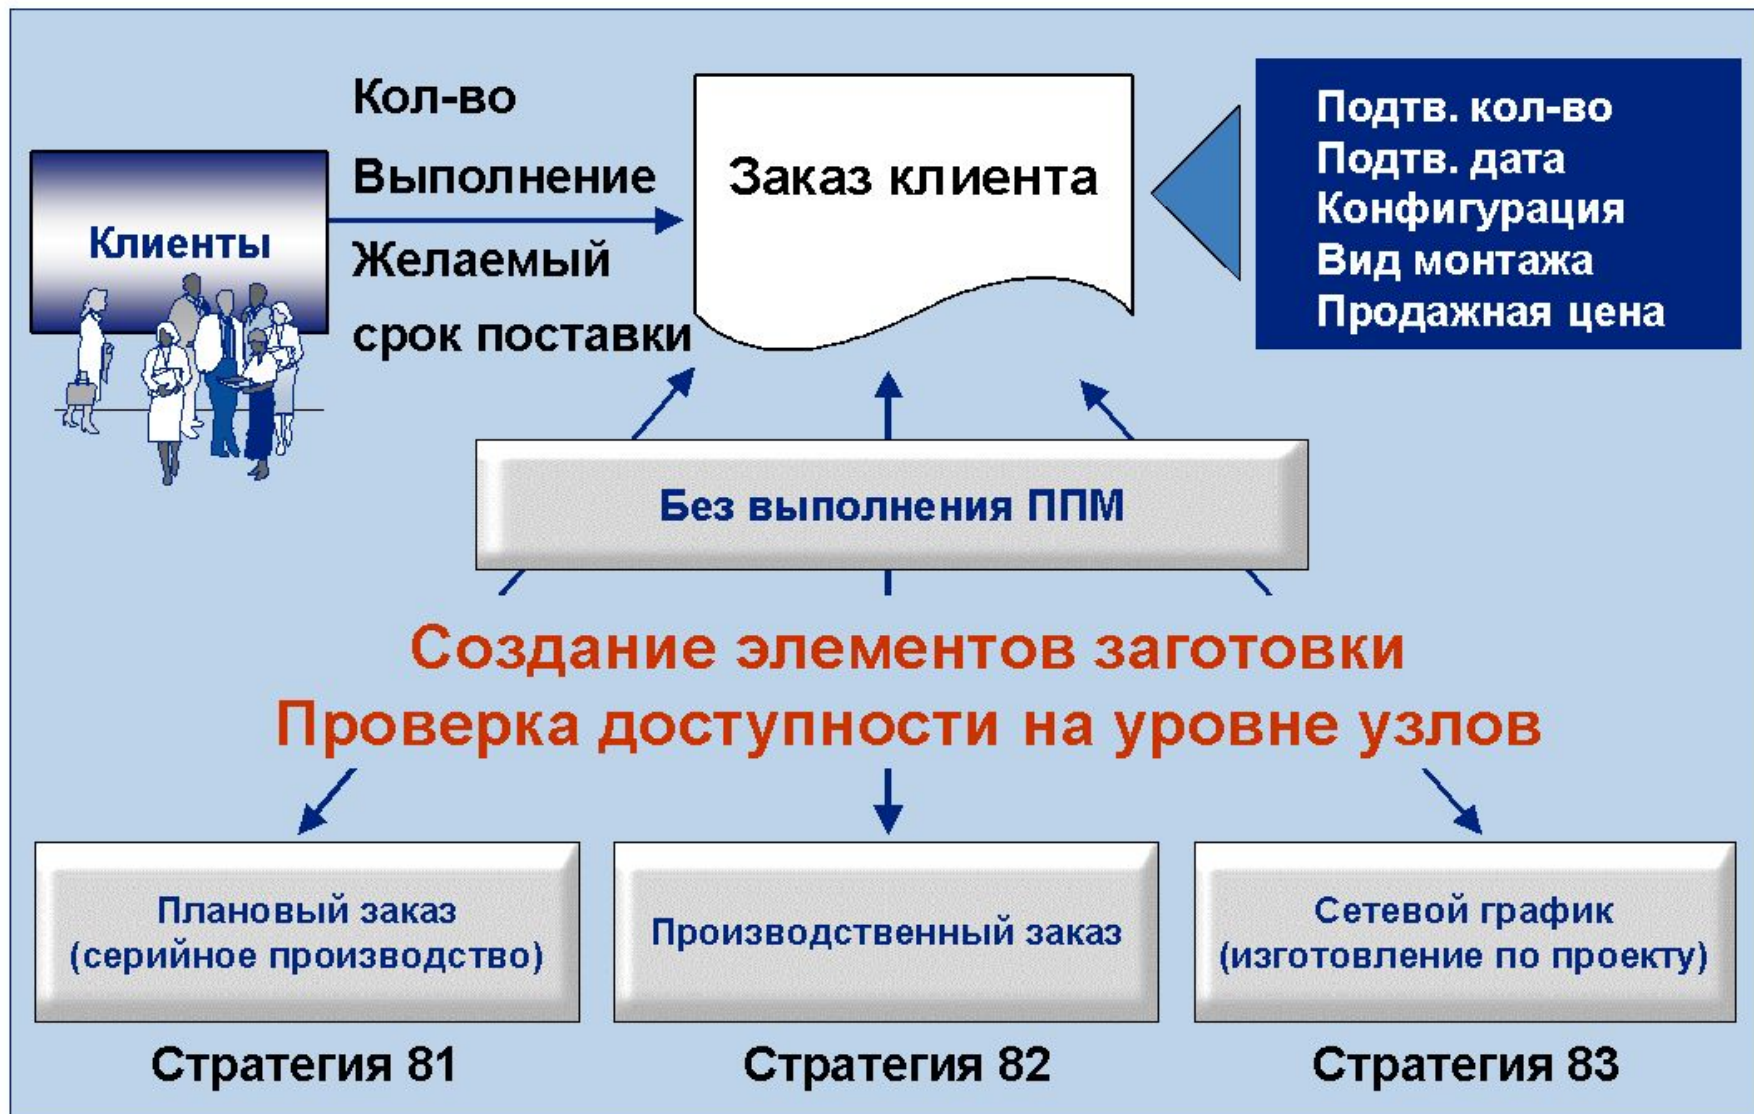 Клиенты
Кол-во
Выполнение
Желаемый
срок поставки
Заказ клиента
Подтв. кол-во
Подтв. дата
Конфигурация
Вид монтажа
Продажная цена
Без выполнения ППМ
Создание элементов заготовки
Проверка доступности на уровне узлов
Плановый заказ
(серийное производство)
Производственный заказ
Сетевой график
(изготовление по проекту)
Стратегия 81
Стратегия 82
Стратегия 83